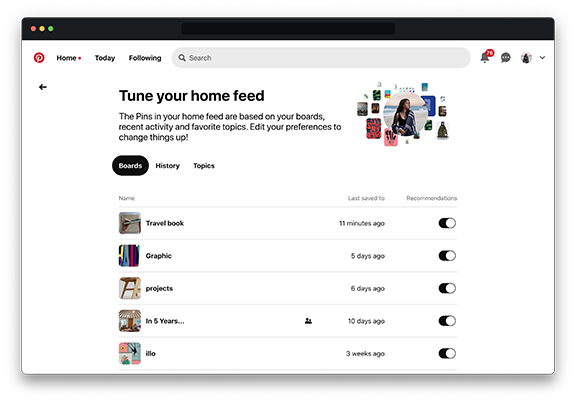 Home
Today
Following
Search
76
Tune your home feed
The Pins in your home feed are based on your boards,
recent activity and favorite topics. Edit your preferences to
change things up!
Boards
History
Topics
Name
Last saved to
Recommendations
Travel book
11 minutes ago
Graphic
5 days ago
projects
6 days ago
In 5 Years...
10 days ago
illo
3 weeks ago